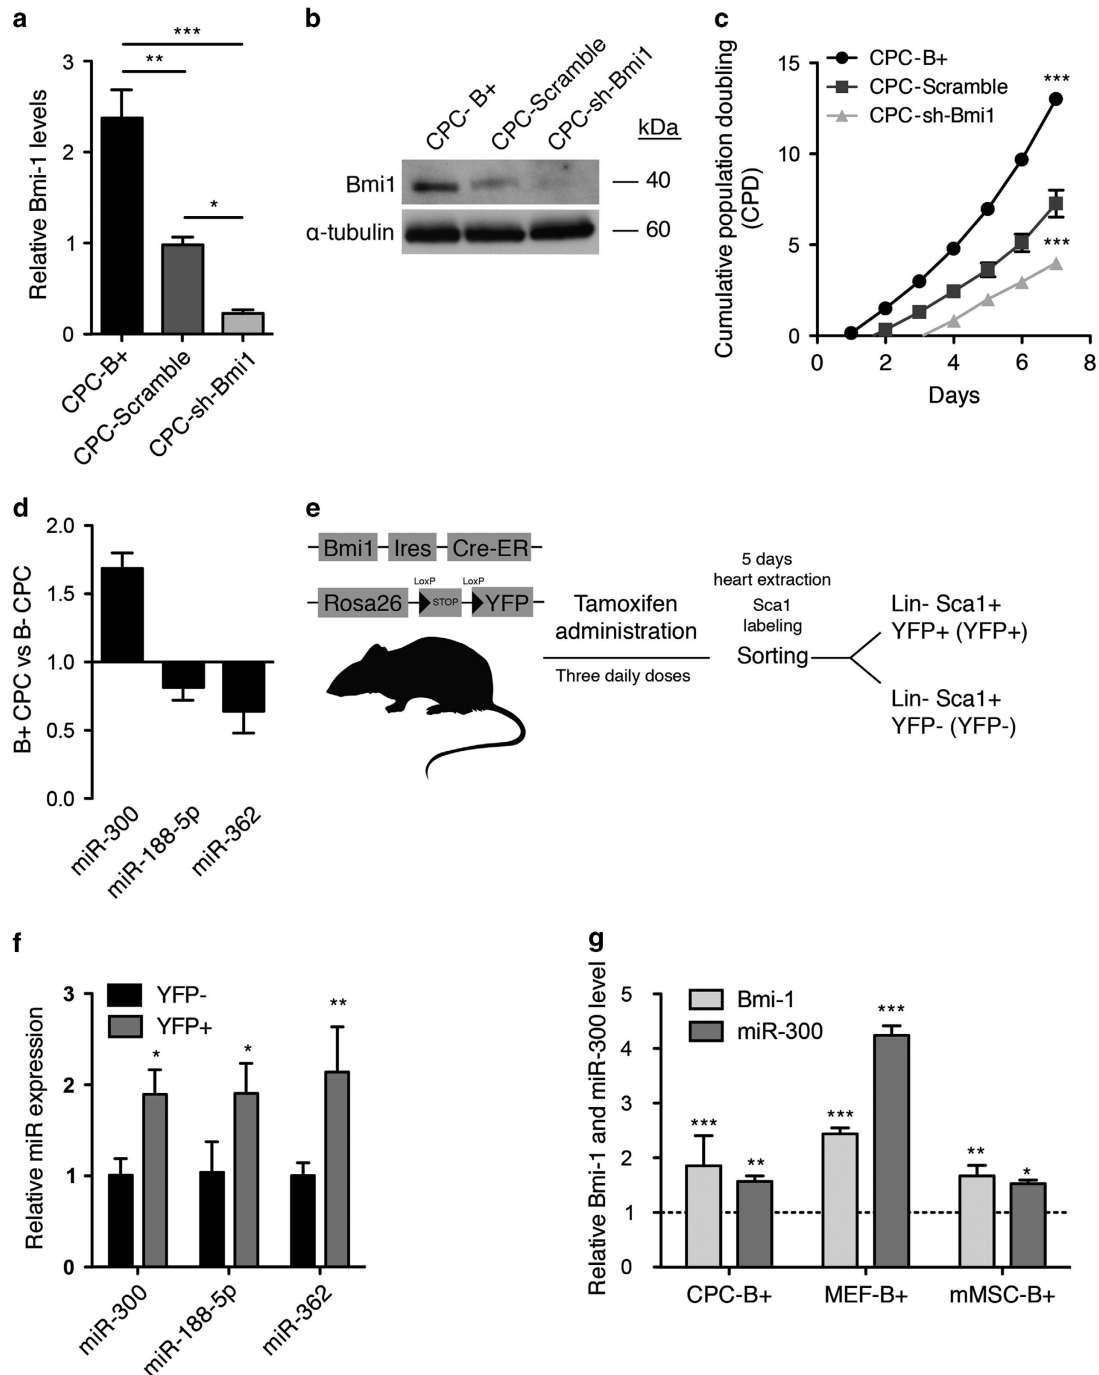 a
***
**
*
3
2
1
0
Relative Bmi-1 levels
CPC-B+
CPC-Scramble
CPC-sh-Bmi1
b
CPC- B+
CPC-Scramble
CPC-sh-Bmi1
kDa
Bmi1
40
α-tubulin
60
c
CPC-B+
CPC-Scramble
CPC-sh-Bmi1
***
***
15
10
5
0
Cumulative population doubling
(CPD)
0 2 4 6 8
Days
d
2.0
1.5
1.0
0.5
0.0
B+ CPC vs B- CPC
miR-300
miR-188-5p
miR-362
e
Bmi1 Ires Cre-ER
LoxP LoxP
Rosa26 STOP YFP
Tamoxifen
administration
Three daily doses
5 days
heart extraction
Sca1
labeling
Sorting
Lin- Sca1+
YFP+ (YFP+)
Lin- Sca1+
YFP- (YFP-)
f
YFP-
YFP+
* * **
3
2
1
0
Relative miR expression
miR-300
miR-188-5p
miR-362
g
Bmi-1
miR-300
*** ** *** *** ** *
5
4
3
2
1
0
Relative Bmi-1 and miR-300 level
CPC-B+ MEF-B+ mMSC-B+